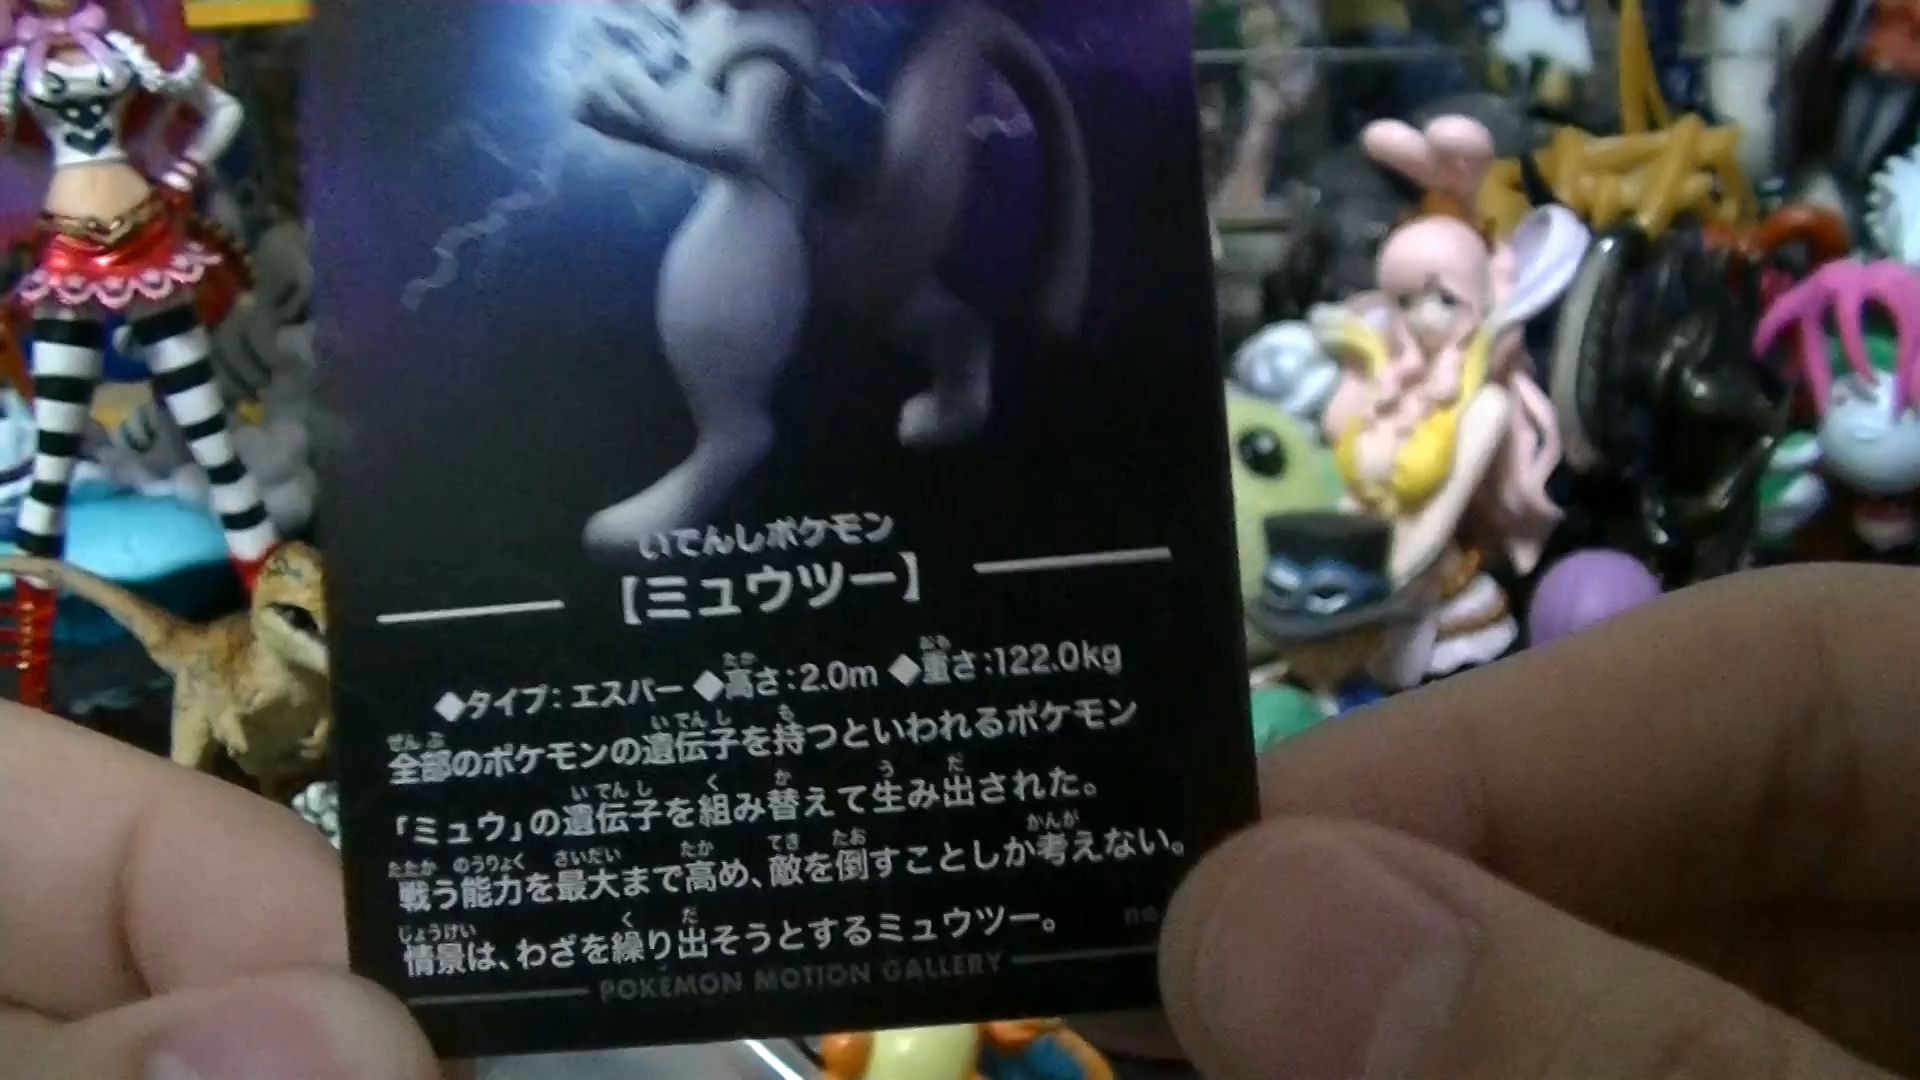 いてんしポケモン
【ミュウツー】
◆タイプ:エスパー ◆高さ:2.0m ◆重さ:122.0kg
全部のポケモンの遺伝子を持つといわれるポケモン
「ミュウ」の遺伝子を組み替えて生み出された。
戦う能力を最大まで高め、敵を倒すことしか考えない。
情景は、わざを繰り出そうとするミュウツー。
POKÉMON MOTION GALLERY